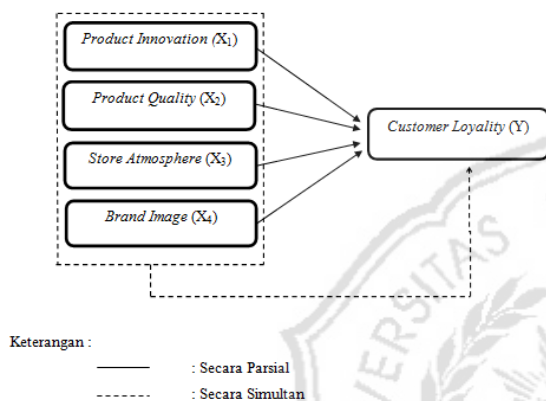 Product Innovation (X₁)
Product Quality (X₂)
Customer Loyality (Y)
Store Atmosphere (X₃)
Brand Image (X₄)
ERSITAS
Keterangan :
: Secara Parsial
: Secara Simultan